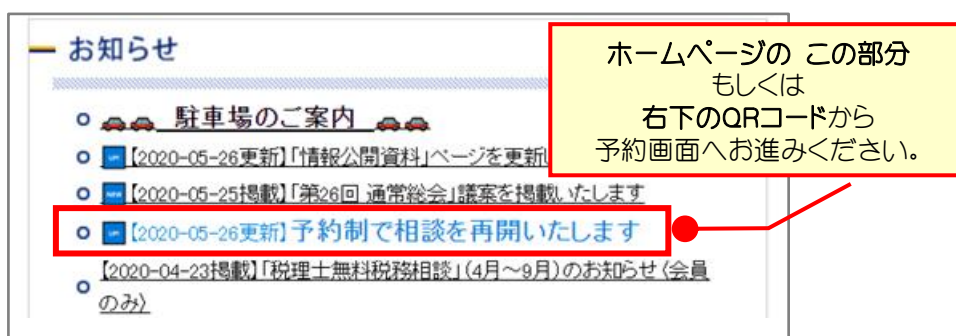 お知らせ
ホームページの この部分
もしくは
右下のQRコードから
予約画面へお進みください。
駐車場のご案内
【2020-05-26更新】「情報公開資料」ページを更新
【2020-05-25掲載】「第26回 通常総会」議案を掲載いたします
【2020-05-26更新】予約制で相談を再開いたします
【2020-04-23掲載】「税理士無料税務相談」（4月～9月）のお知らせ〈会員
のみ〉